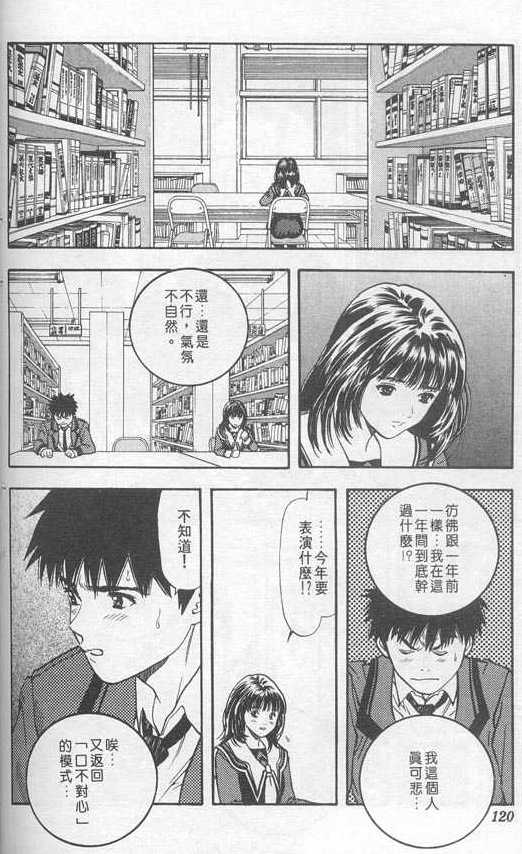 還…還是
不行，氣氛
不自然。
彷彿跟一年前
一樣…我在這
一年間到底幹
過什麼!?
我這個人
真可悲…
……今年要
表演什麼!?
不知道！
唉…
又返回
「口不對心」
的模式…
120